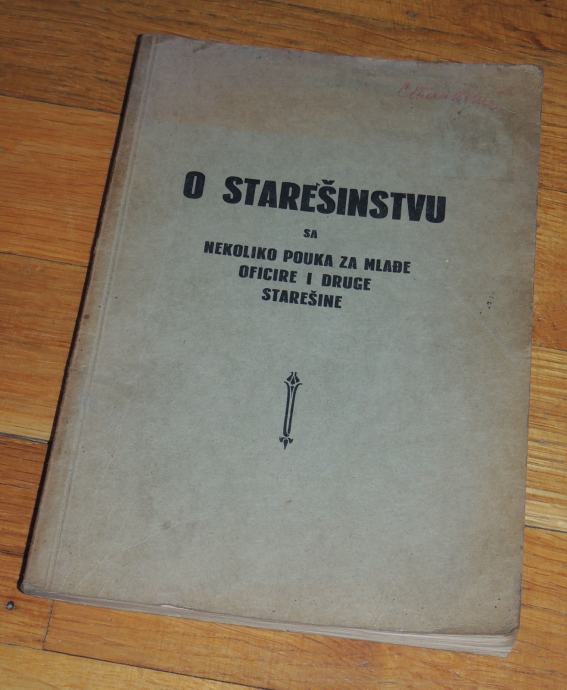 O STAREŠINSTVU
SA
NEKOLIKO POUKA ZA MLAĐE
OFICIRE I DRUGE
STAREŠINE